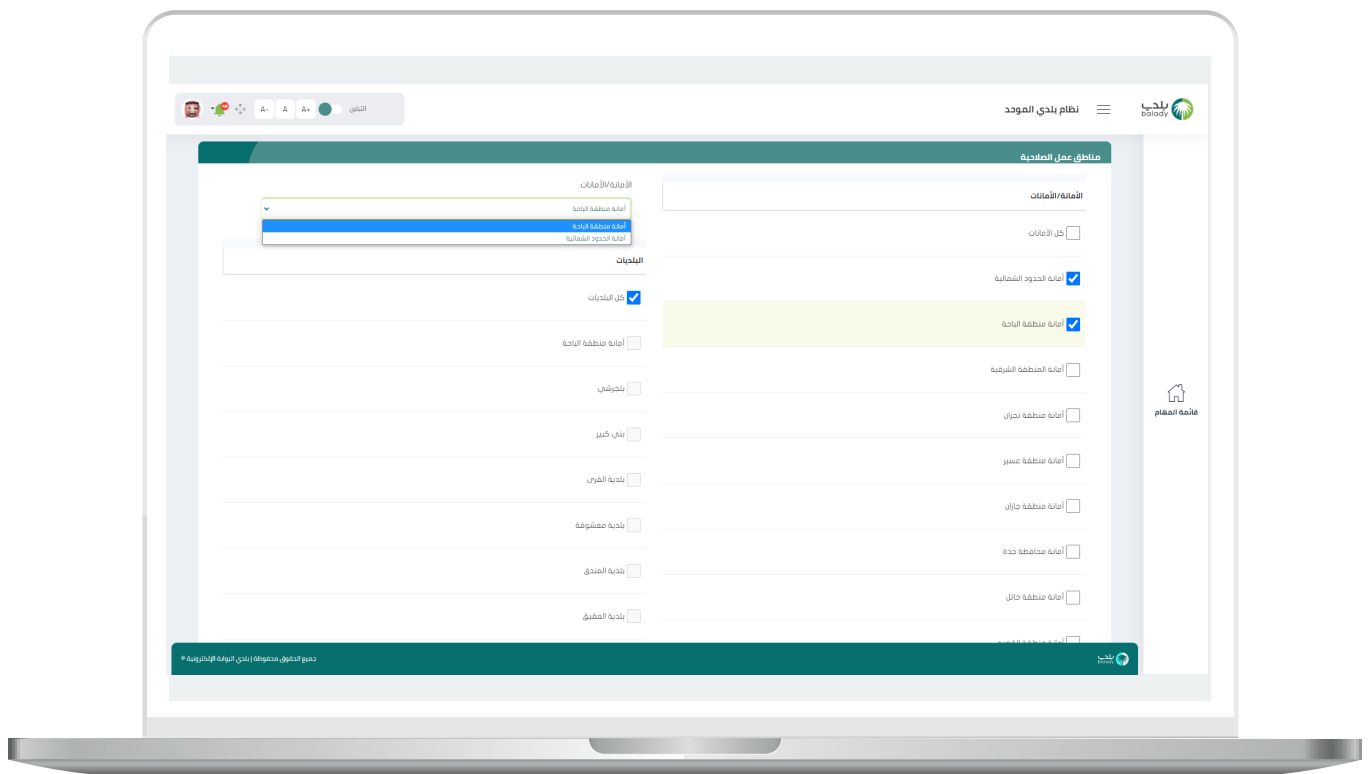 بلدي
balady
نظام بلدي الموحد
التباين
A+
A
A-
مناطق عمل الصلاحية
الأمانة/الأمانات
كل الأمانات
أمانة الحدود الشمالية
أمانة منطقة الباحة
أمانة المنطقة الشرقية
أمانة منطقة نجران
أمانة منطقة عسير
أمانة منطقة جازان
أمانة محافظة جدة
أمانة منطقة حائل
الأمانة/الأمانات
أمانة منطقة الباحة
أمانة منطقة الباحة
أمانة الحدود الشمالية
البلديات
كل البلديات
أمانة منطقة الباحة
بلجرشي
بني كبير
بلدية القرى
بلدية معشوقة
بلدية المندق
بلدية العقيق
قائمة المهام
بلدي
balady
جميع الحقوق محفوظة | بلدي البوابة الإلكترونية ©